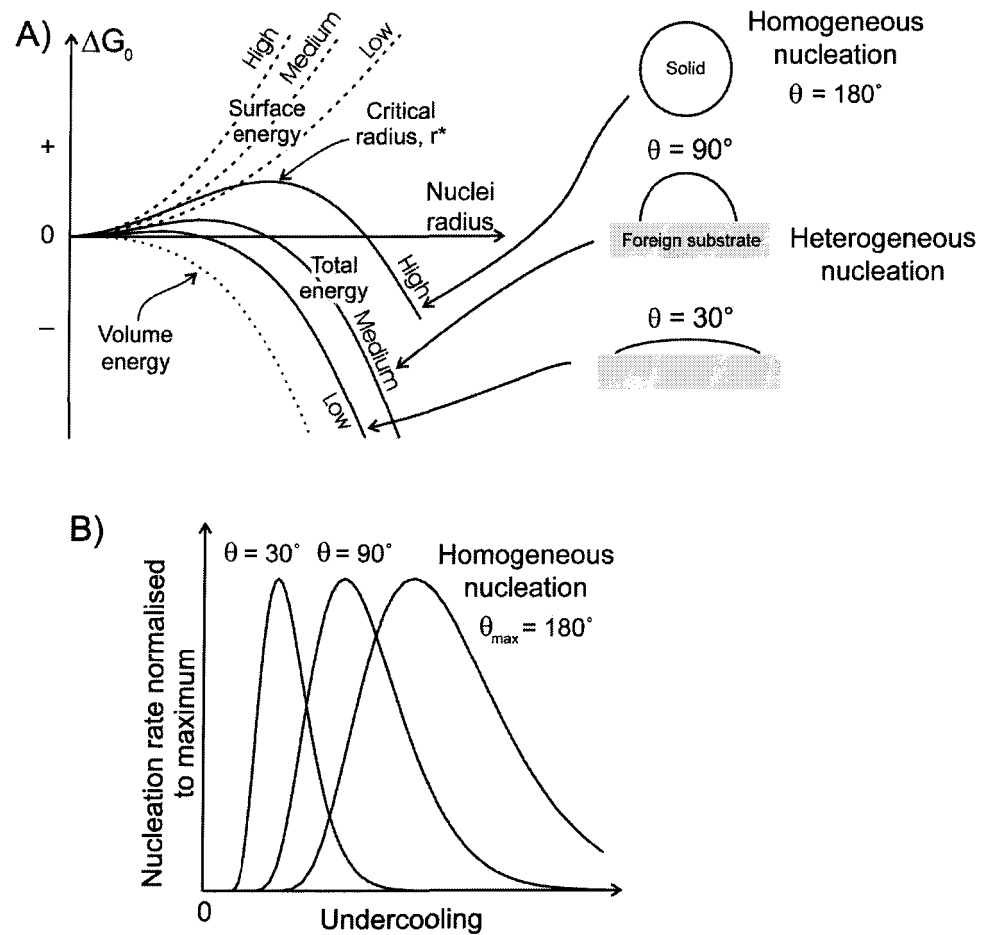 A)
ΔG₀
High
Medium
Low
Surface
energy
Critical
radius, r*
+
0
–
Nuclei
radius
Volume
energy
Total
energy
High
Medium
Low
Solid
Homogeneous
nucleation
θ = 180°
θ = 90°
Foreign substrate
Heterogeneous
nucleation
θ = 30°
B)
Nucleation rate normalised
to maximum
θ = 30°
θ = 90°
Homogeneous
nucleation
θmax = 180°
0
Undercooling